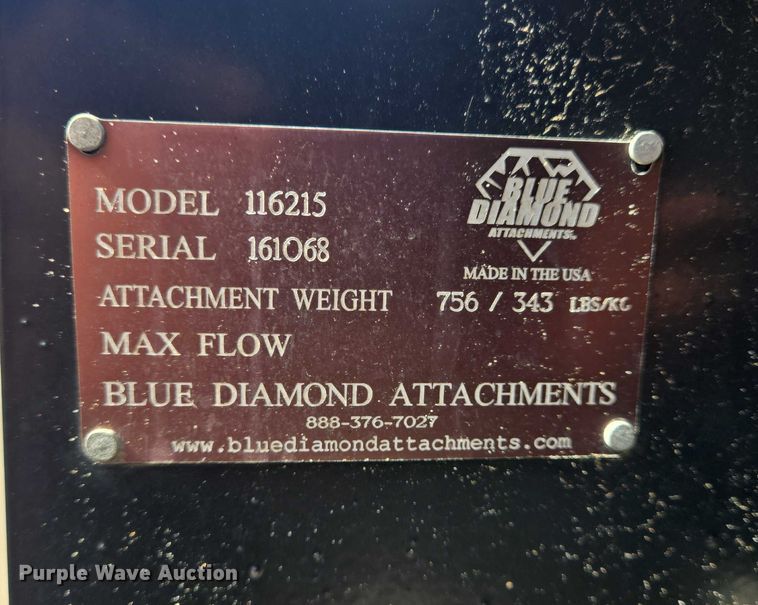 BLUE
DIAMOND
ATTACHMENTS
MADE IN THE USA
MODEL 116215
SERIAL 161068
ATTACHMENT WEIGHT 756 / 343 LBS/KG
MAX FLOW
BLUE DIAMOND ATTACHMENTS
888-376-7027
www.bluediamondattachments.com
Purple Wave Auction